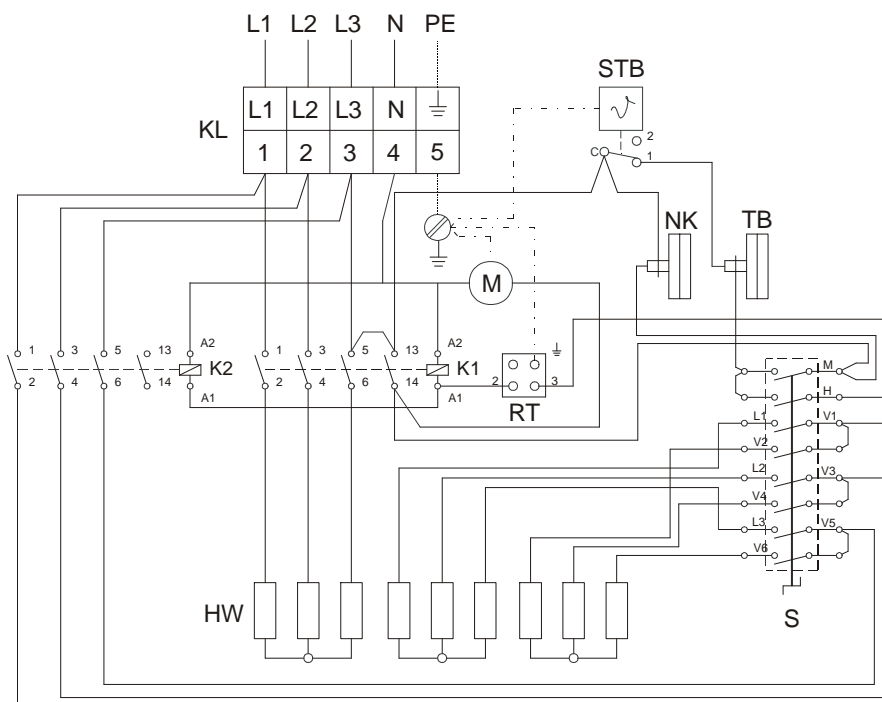 L1 L2 L3 N PE
STB
KL
L1 L2 L3 N
1 2 3 4 5
2
C 1
NK TB
M
1 3 5 13 A2 1 3 5 13 A2
K2 K1
2 4 6 14 A1 2 4 6 14 A1
2 3
RT
M
H
L1 V1
V2
L2 V3
V4
L3 V5
V6
HW
S